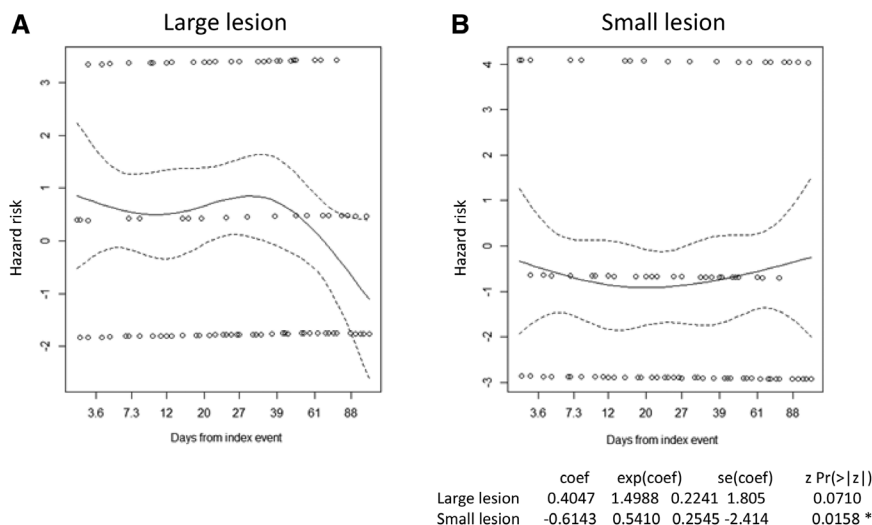 A Large lesion
3
2
1
0
-1
-2
Hazard risk
3.6 7.3 12 20 27 39 61 88
Days from index event
B Small lesion
4
3
2
1
0
-1
-2
-3
Hazard risk
3.6 7.3 12 20 27 39 61 88
Days from index event
coef exp(coef) se(coef) z Pr(>|z|)
Large lesion 0.4047 1.4988 0.2241 1.805 0.0710
Small lesion -0.6143 0.5410 0.2545 -2.414 0.0158 *